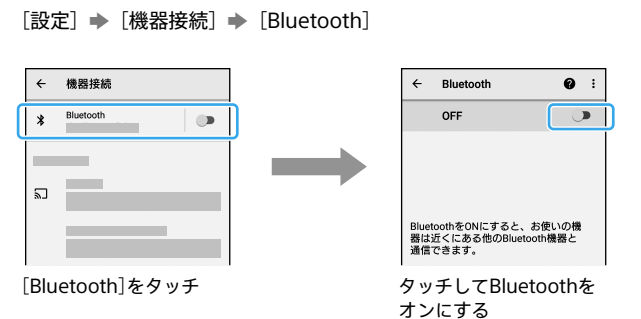 [設定] ➡ [機器接続] ➡ [Bluetooth]
機器接続
Bluetooth
[Bluetooth]をタッチ
Bluetooth
OFF
BluetoothをONにすると、お使いの機
器は近くにある他のBluetooth機器と
通信できます。
タッチしてBluetoothを
オンにする